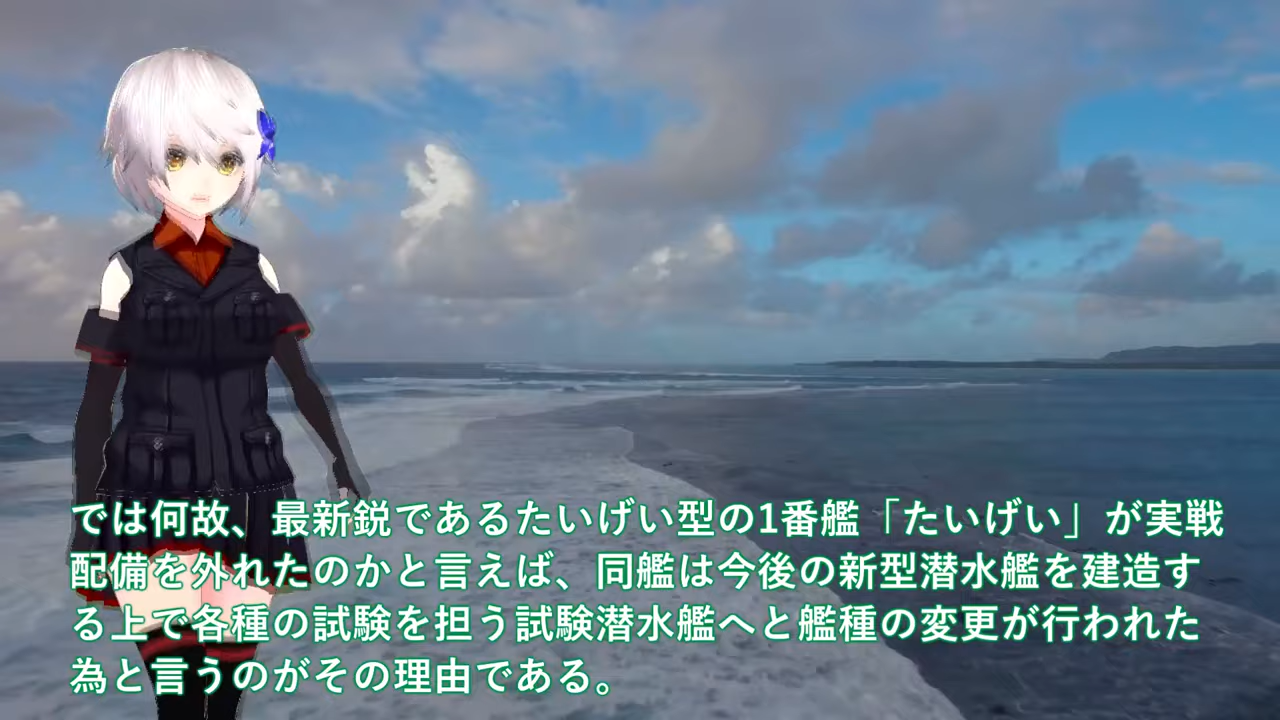 では何故、最新鋭であるたいげい型の1番艦「たいげい」が実戦
配備を外れたのかと言えば、同艦は今後の新型潜水艦を建造す
る上で各種の試験を担う試験潜水艦へと艦種の変更が行われた
為と言うのがその理由である。